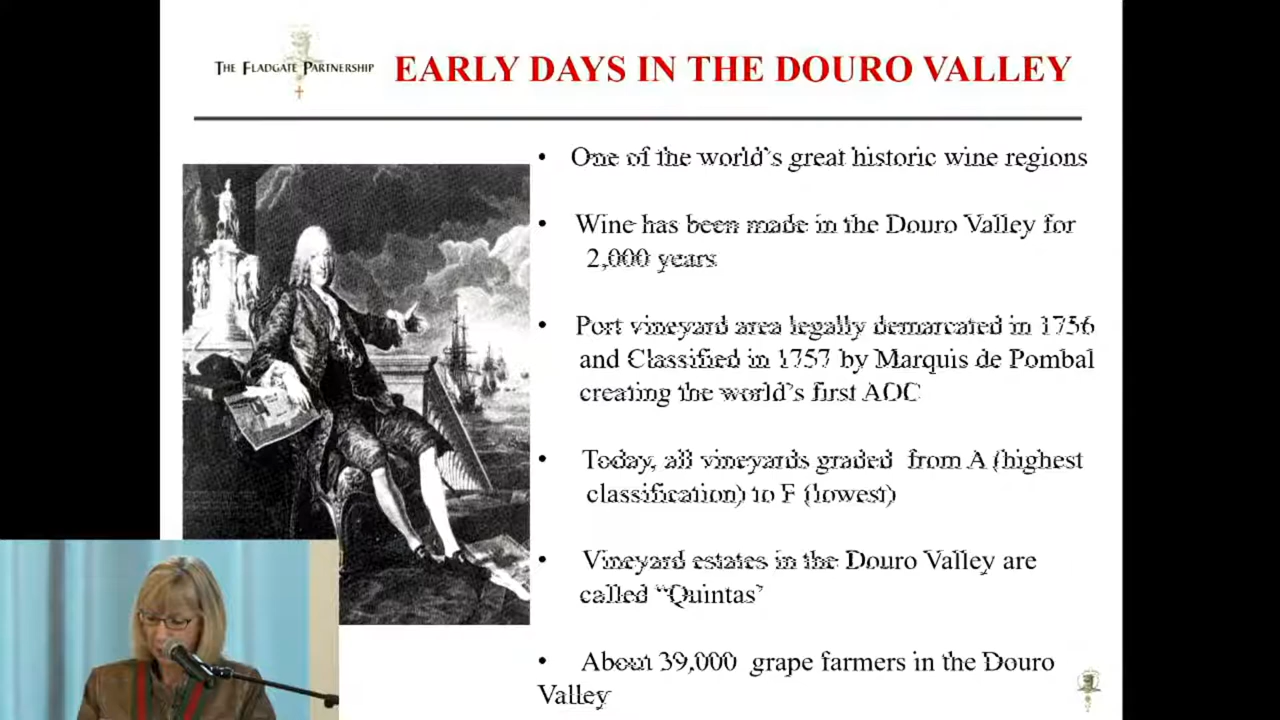 THE FLADGATE PARTNERSHIP
EARLY DAYS IN THE DOURO VALLEY
• One of the world's great historic wine regions
• Wine has been made in the Douro Valley for
2,000 years
• Port vineyard area legally demarcated in 1756
and Classified in 1757 by Marquis de Pombal
creating the world's first AOC
• Today, all vineyards graded from A (highest
classification) to F (lowest)
• Vineyard estates in the Douro Valley are
called "Quintas"
• About 39,000 grape farmers in the Douro
Valley